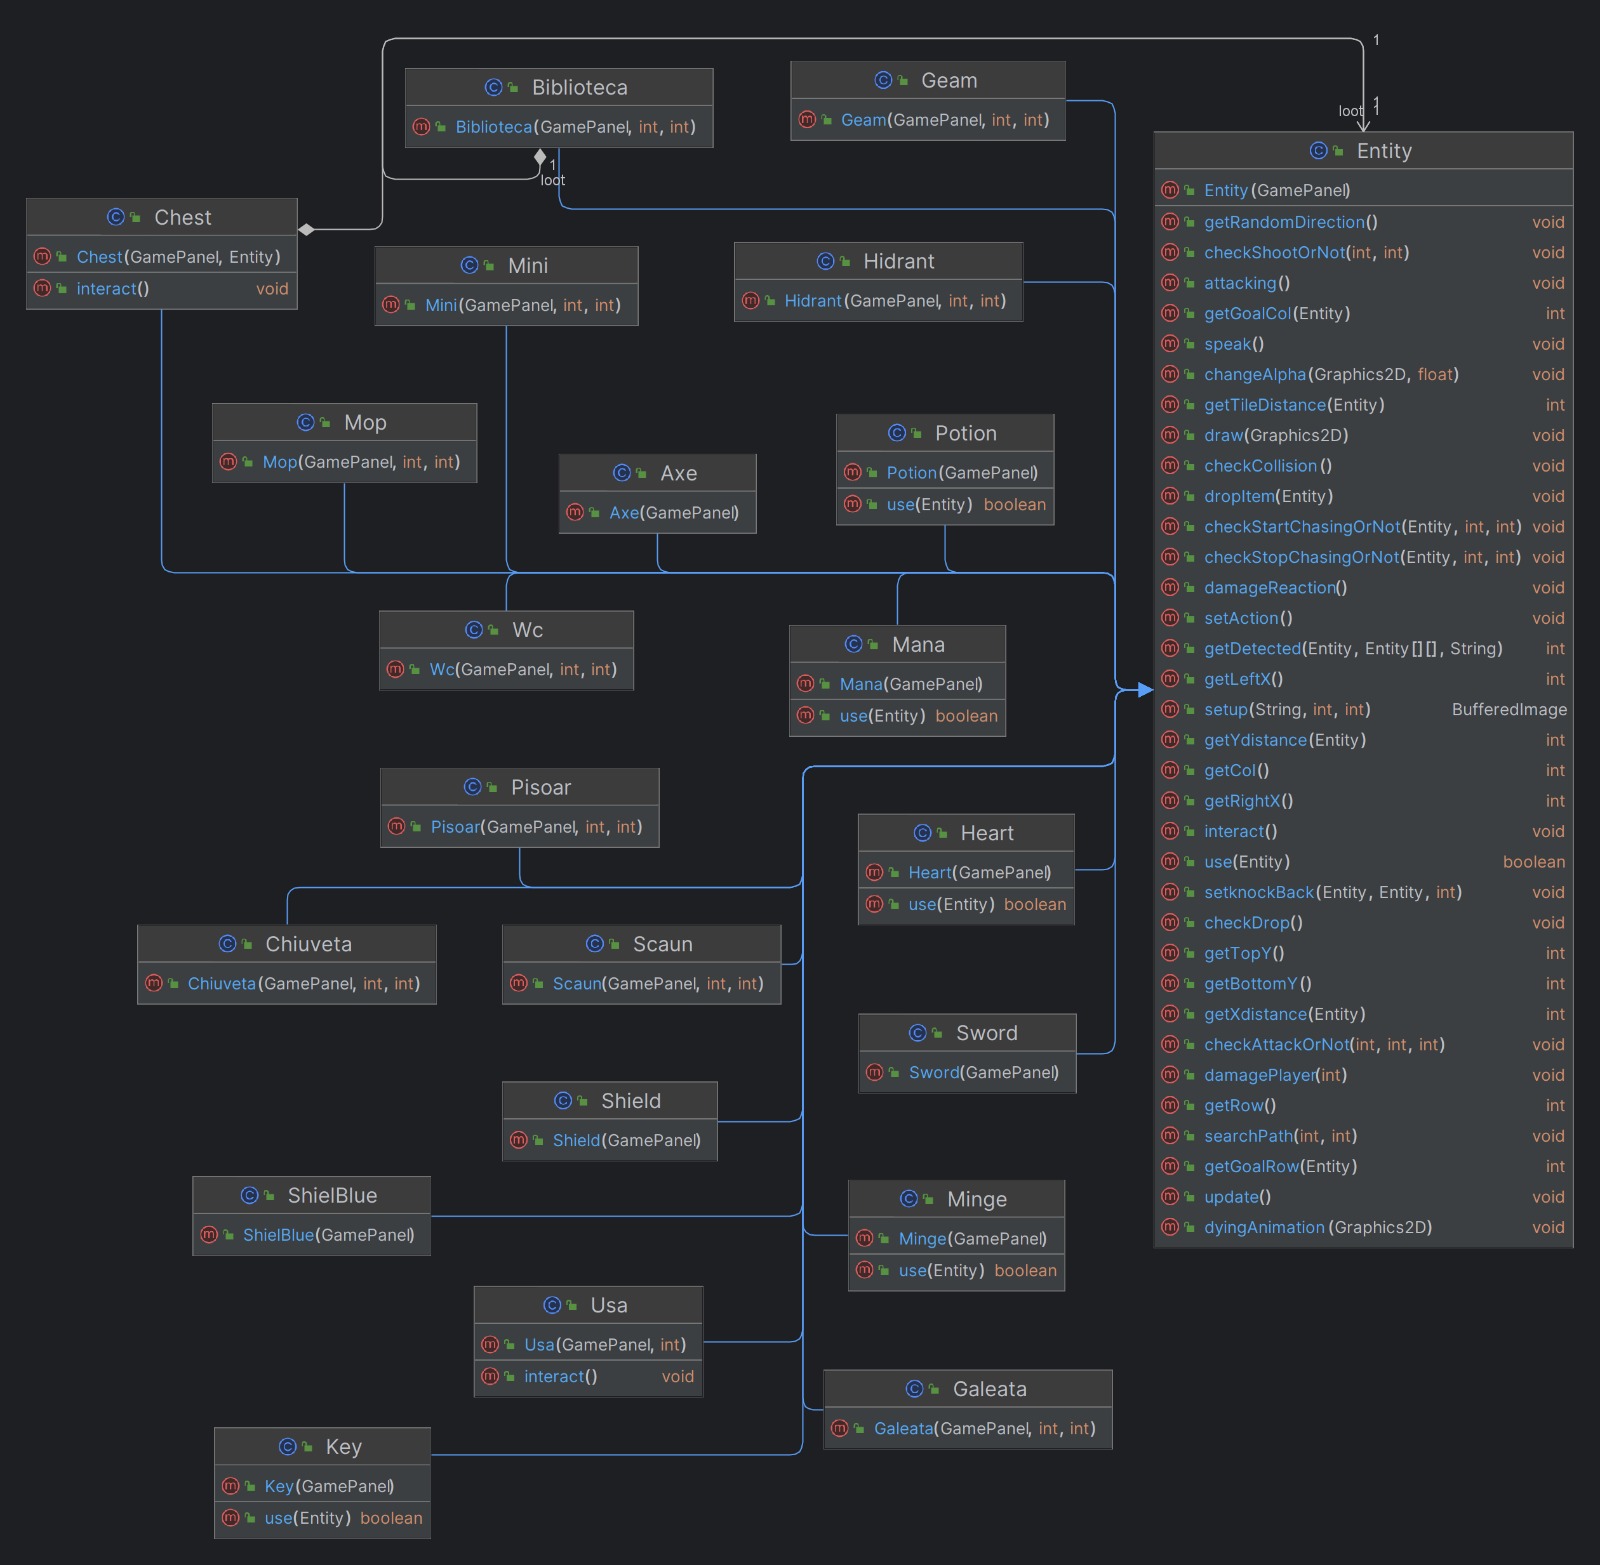 1
Biblioteca
Biblioteca(GamePanel, int, int)
1
loot
Geam
Geam(GamePanel, int, int)
1
loot 1
Entity
Entity(GamePanel)
getRandomDirection() void
checkShootOrNot(int, int) void
attacking() void
getGoalCol(Entity) int
speak() void
changeAlpha(Graphics2D, float) void
getTileDistance(Entity) int
draw(Graphics2D) void
checkCollision() void
dropItem(Entity) void
checkStartChasingOrNot(Entity, int, int) void
checkStopChasingOrNot(Entity, int, int) void
damageReaction() void
setAction() void
getDetected(Entity, Entity[][], String) int
getLeftX() int
setup(String, int, int) BufferedImage
getYdistance(Entity) int
getCol() int
getRightX() int
interact() void
use(Entity) boolean
setknockBack(Entity, Entity, int) void
checkDrop() void
getTopY() int
getBottomY() int
getXdistance(Entity) int
checkAttackOrNot(int, int, int) void
damagePlayer(int) void
getRow() int
searchPath(int, int) void
getGoalRow(Entity) int
update() void
dyingAnimation(Graphics2D) void
Chest
Chest(GamePanel, Entity)
interact() void
Mini
Mini(GamePanel, int, int)
Hidrant
Hidrant(GamePanel, int, int)
Mop
Mop(GamePanel, int, int)
Axe
Axe(GamePanel)
Potion
Potion(GamePanel)
use(Entity) boolean
Wc
Wc(GamePanel, int, int)
Mana
Mana(GamePanel)
use(Entity) boolean
Pisoar
Pisoar(GamePanel, int, int)
Heart
Heart(GamePanel)
use(Entity) boolean
Chiuveta
Chiuveta(GamePanel, int, int)
Scaun
Scaun(GamePanel, int, int)
Sword
Sword(GamePanel)
Shield
Shield(GamePanel)
ShielBlue
ShielBlue(GamePanel)
Minge
Minge(GamePanel)
use(Entity) boolean
Usa
Usa(GamePanel, int)
interact() void
Galeata
Galeata(GamePanel, int, int)
Key
Key(GamePanel)
use(Entity) boolean